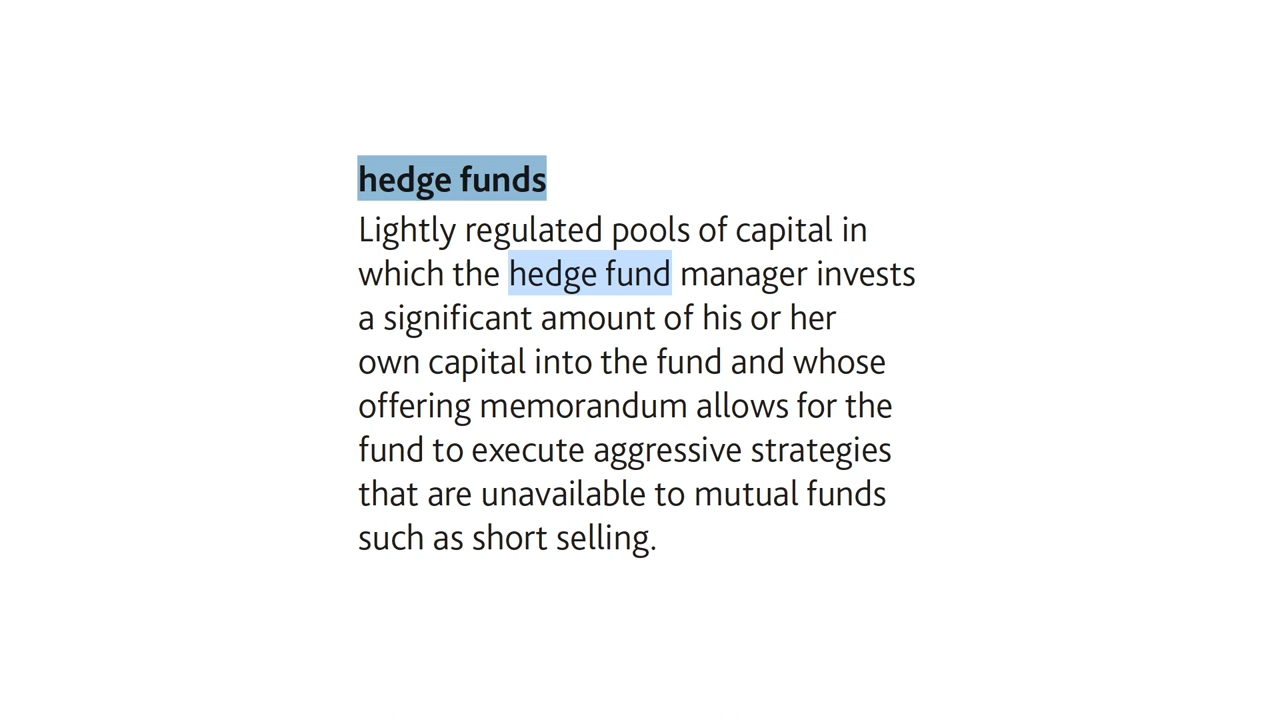 hedge funds
Lightly regulated pools of capital in
which the hedge fund manager invests
a significant amount of his or her
own capital into the fund and whose
offering memorandum allows for the
fund to execute aggressive strategies
that are unavailable to mutual funds
such as short selling.